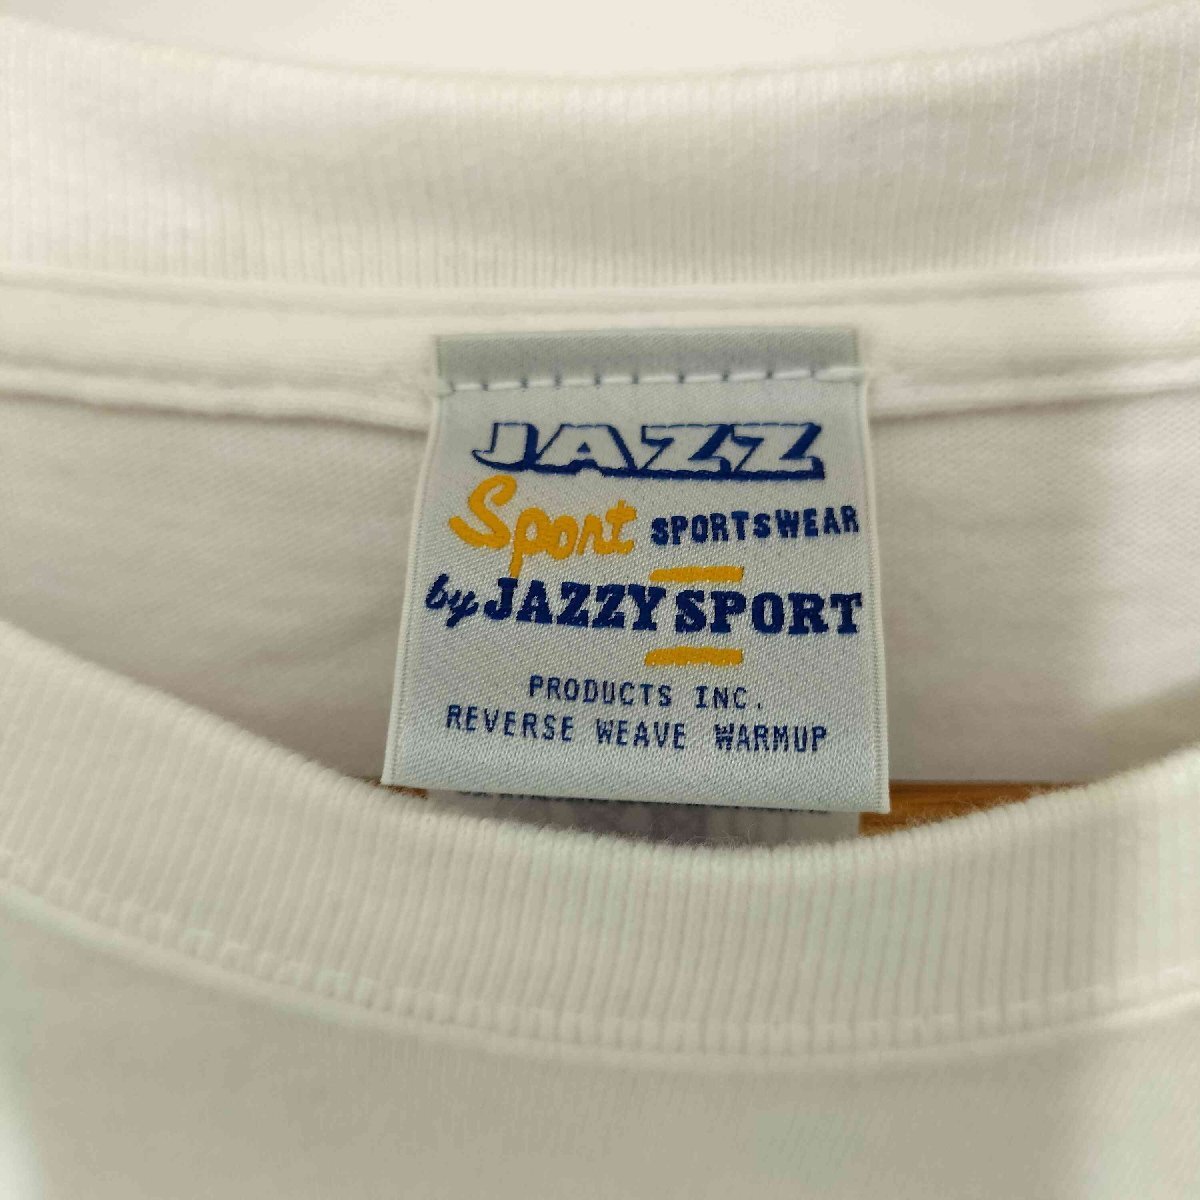 JAZZ
Sport SPORTSWEAR
by JAZZY SPORT
PRODUCTS INC.
REVERSE WEAVE WARMUP